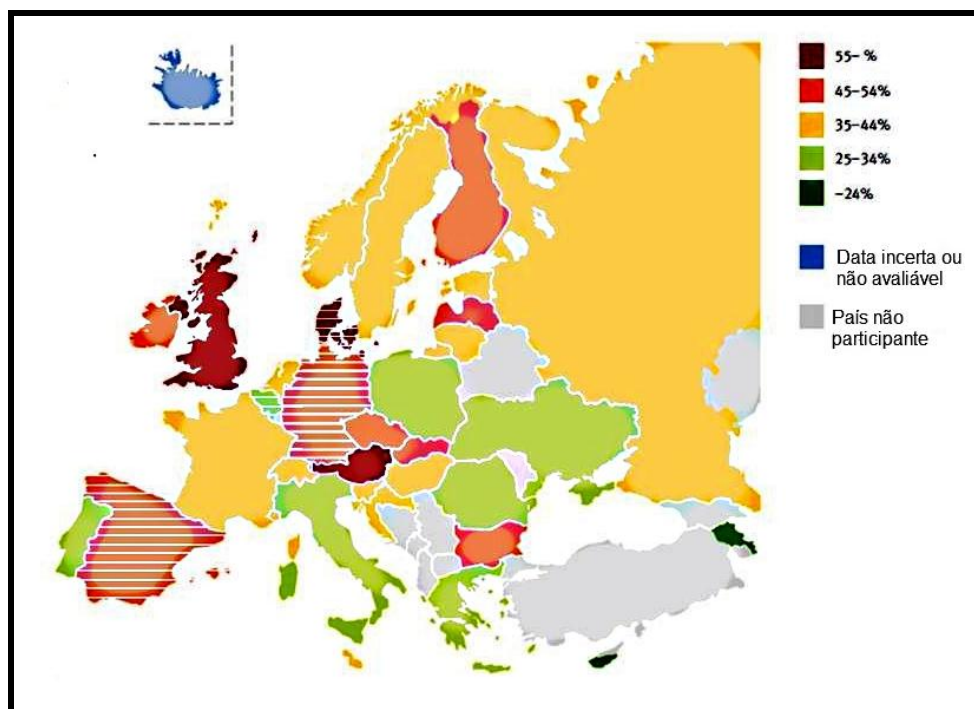 55- %
45-54%
35-44%
25-34%
-24%
Data incerta ou
não avaliável
País não
participante